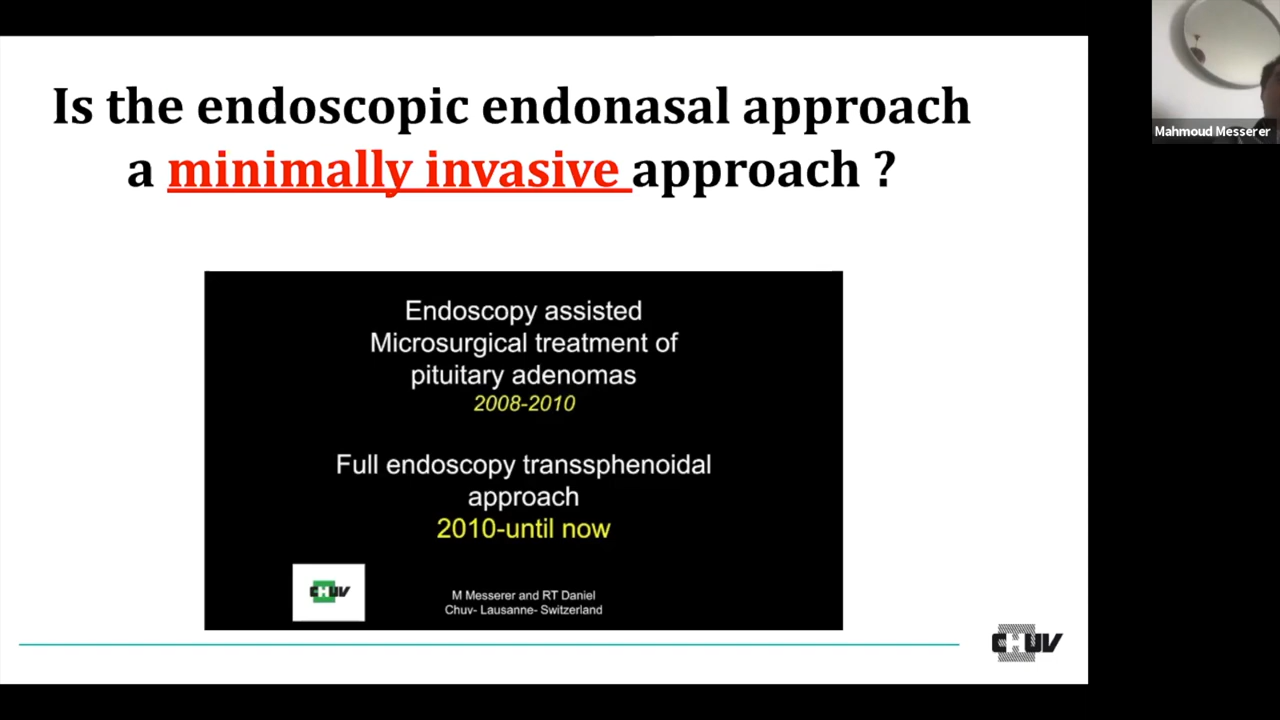 Is the endoscopic endonasal approach
a minimally invasive approach ?
Mahmoud Messerer
Endoscopy assisted
Microsurgical treatment of
pituitary adenomas
2008-2010
Full endoscopy transsphenoidal
approach
2010-until now
CHUV
M Messerer and RT Daniel
Chuv- Lausanne- Switzerland
CHUV